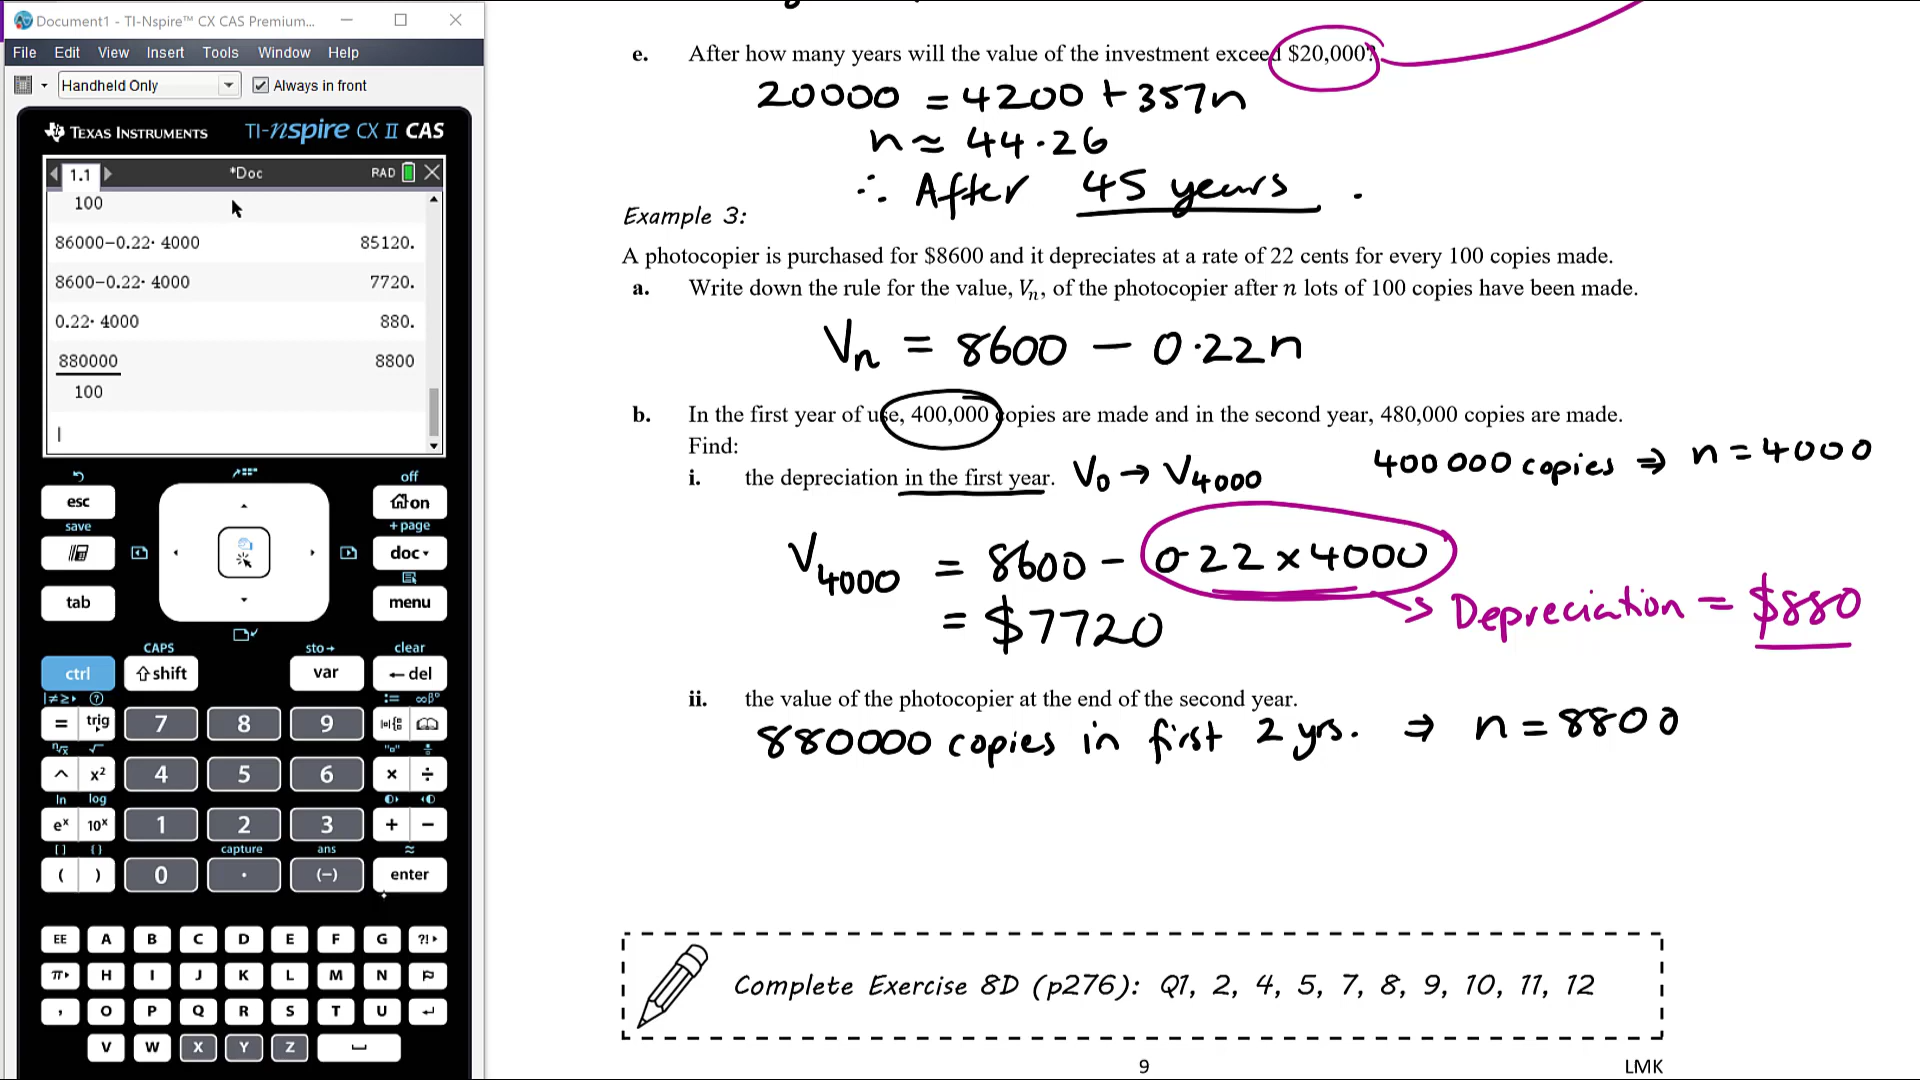 Document1 - TI-Nspire™ CX CAS Premium...
File Edit View Insert Tools Window Help
Handheld Only Always in front
TEXAS INSTRUMENTS TI-nspire CX II CAS
1.1 *Doc RAD
100
86000−0.22· 4000 85120.
8600−0.22· 4000 7720.
0.22· 4000 880.
880000 8800
100
off
esc on
save + page
doc
tab menu
CAPS sto→ clear
ctrl shift var del
= trig 7 8 9
^ x² 4 5 6 × ÷
ln log
eˣ 10ˣ 1 2 3 + −
[ ] { } capture ans ≈
( ) 0 . (−) enter
EE A B C D E F G ?!▸
π▸ H I J K L M N
, O P Q R S T U
V W X Y Z
e. After how many years will the value of the investment exceed $20,000?
20000 = 4200 + 357n
n ≈ 44.26
∴ After 45 years .
Example 3:
A photocopier is purchased for $8600 and it depreciates at a rate of 22 cents for every 100 copies made.
a. Write down the rule for the value, Vₙ, of the photocopier after n lots of 100 copies have been made.
Vₙ = 8600 − 0.22n
b. In the first year of use, 400,000 copies are made and in the second year, 480,000 copies are made.
Find:
400 000 copies ⇒ n = 4000
i. the depreciation in the first year. V₀ → V₄₀₀₀
V₄₀₀₀ = 8600 − 0.22 × 4000
= $7720
Depreciation = $880
ii. the value of the photocopier at the end of the second year.
880000 copies in first 2 yrs. ⇒ n = 8800
Complete Exercise 8D (p276): Q1, 2, 4, 5, 7, 8, 9, 10, 11, 12
9 LMK